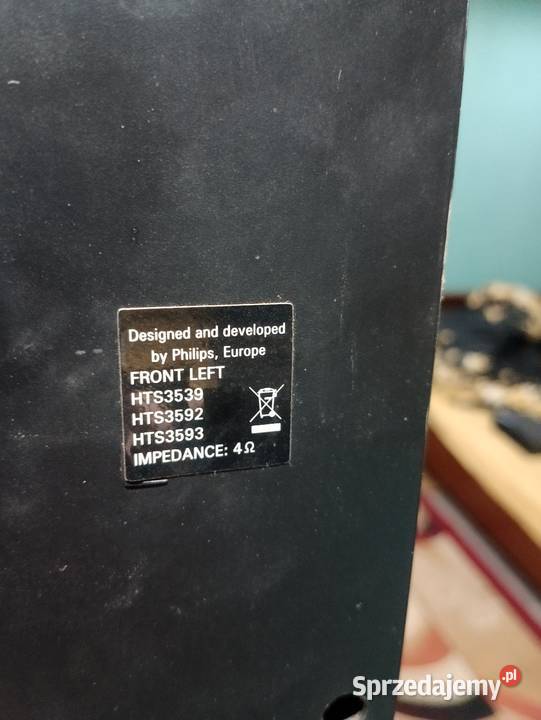 Designed and developed
by Philips, Europe
FRONT LEFT
HTS3539
HTS3592
HTS3593
IMPEDANCE: 4Ω
Sprzedajemy.pl